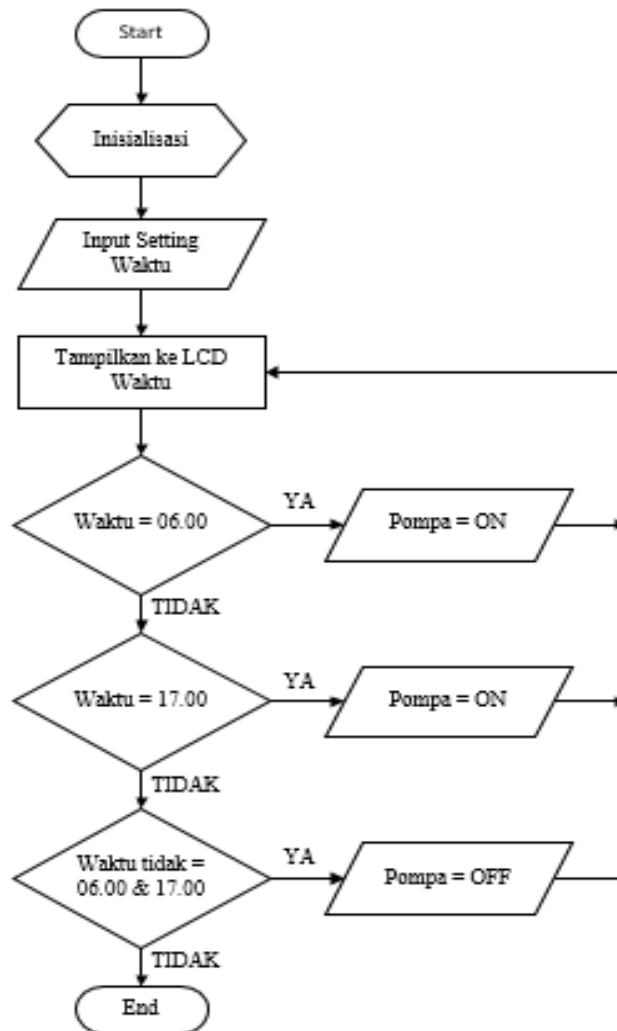 Start
Inisialisasi
Input Setting
Waktu
Tampilkan ke LCD
Waktu
Waktu = 06.00
YA
Pompa = ON
TIDAK
Waktu = 17.00
YA
Pompa = ON
TIDAK
Waktu tidak =
06.00 & 17.00
YA
Pompa = OFF
TIDAK
End